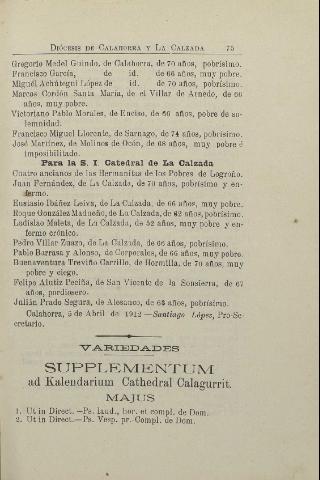 DIÓCESIS DE CALAHORRA Y LA CALZADA 75
Gregorio Medel Guindo, de Calahorra, de 70 años, pobrísimo.
Francisco García, de id. de 66 años, muy pobre.
Miguel Achútegui López de id. de 70 años, pobrísimo.
Marcos Cordón Santa María, de el Villar de Arnedo, de 66
años, muy pobre.
Victoriano Pablo Morales, de Enciso, de 66 años, pobre de so-
lemnidad.
Francisco Miguel Llorente, de Sarnago, de 74 años, pobrísimo.
José Martínez, de Molinos de Ocón, de 68 años, muy pobre é
imposibilitado.
Para la S. I. Catedral de La Calzada
Cuatro ancianos de las Hermanitas de los Pobres de Logroño.
Juan Fernández, de La Calzada, de 70 años, pobrísimo y en-
fermo.
Eustasio Ibáñez Leiva, de La Calzada, de 66 años, muy pobre.
Roque González Madueño, de La Calzada, de 82 años, pobrísimo.
Ladislao Maleta, de La Calzada, de 52 años, muy pobre y en-
fermo crónico.
Pedro Villar Zuazo, de La Calzada, de 66 años, pobrísimo.
Pablo Barrasa y Alonso, de Corporales, de 66 años, muy pobre.
Buenaventura Treviño Carrillo, de Hormilla, de 70 años, muy
pobre y ciego.
Felipe Alutiz Peciña, de San Vicente de la Sonsierra, de 67
años, pordiosero.
Julián Prado Segura, de Alesanco, de 63 años, pobrísimo.
Calahorra, 5 de Abril de 1912—Santiago López, Pro-Se-
cretario.
VARIEDADES
SUPPLEMENTUM
ad Kalendarium Cathedral Calagurrit.
MAJUS
1. Ut in Direct.—Ps. laud., hor. et compl. de Dom.
2. Ut in Direct.—Ps. Vesp. pr. Compl. de Dom.